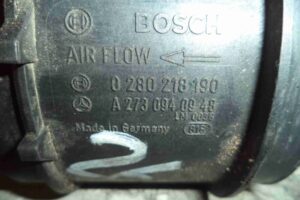 BOSCH
AIR FLOW
0 280 218 190
A 273 094 09 48
Made in Germany
2